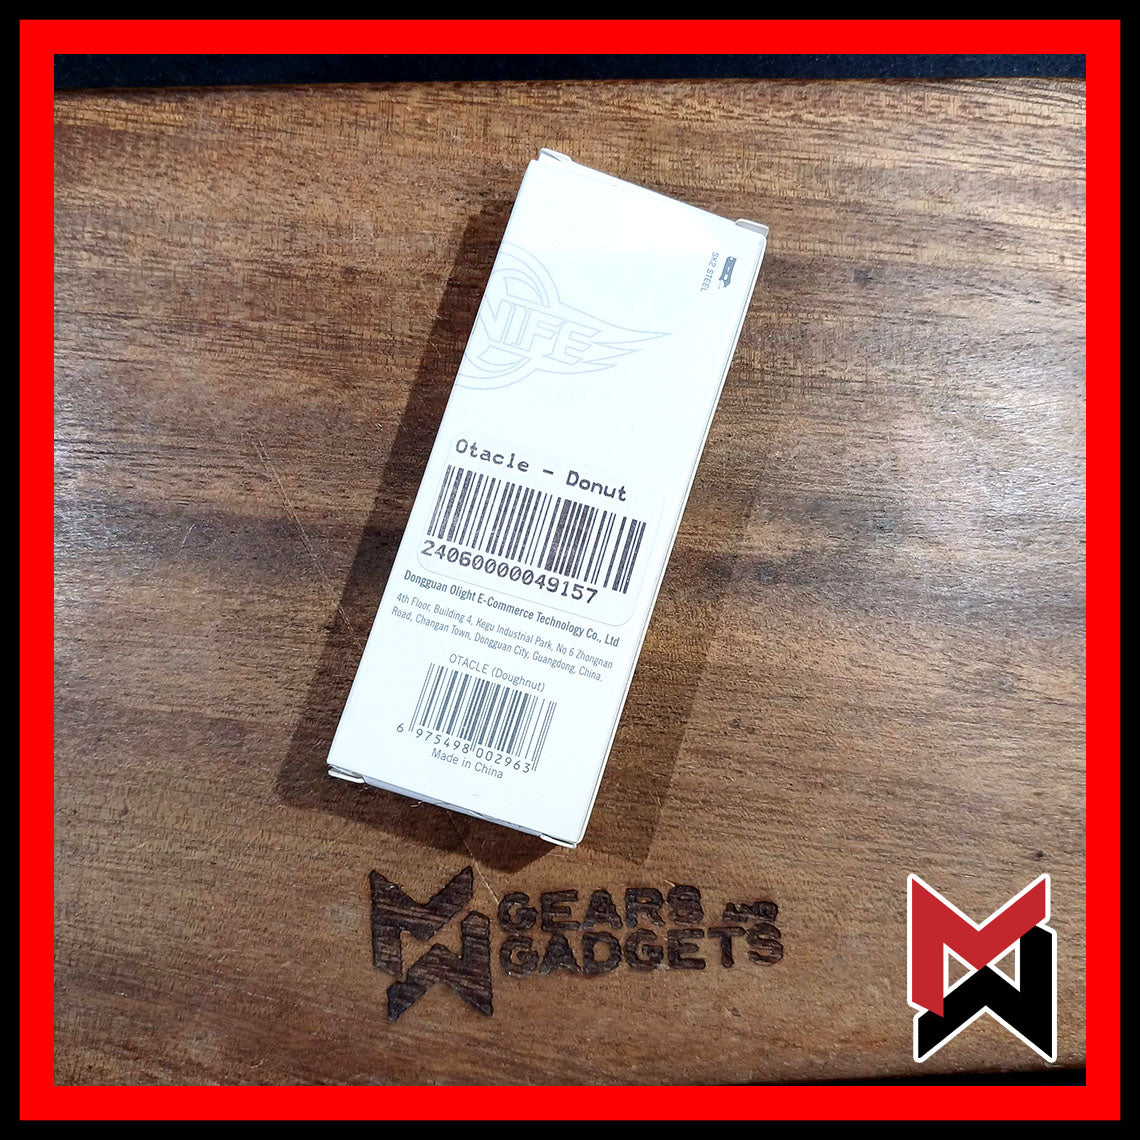 SK2 STEEL
NIFE
Otacle - Donut
24060000049157
Dongguan Olight E-Commerce Technology Co., Ltd
4th Floor, Building 4, Kegu Industrial Park, No 6 Zhongnan
Road, Changan Town, Dongguan City, Guangdong, China.
OTACLE (Doughnut)
6 975498 002963
Made in China
GEARS AND
GADGETS